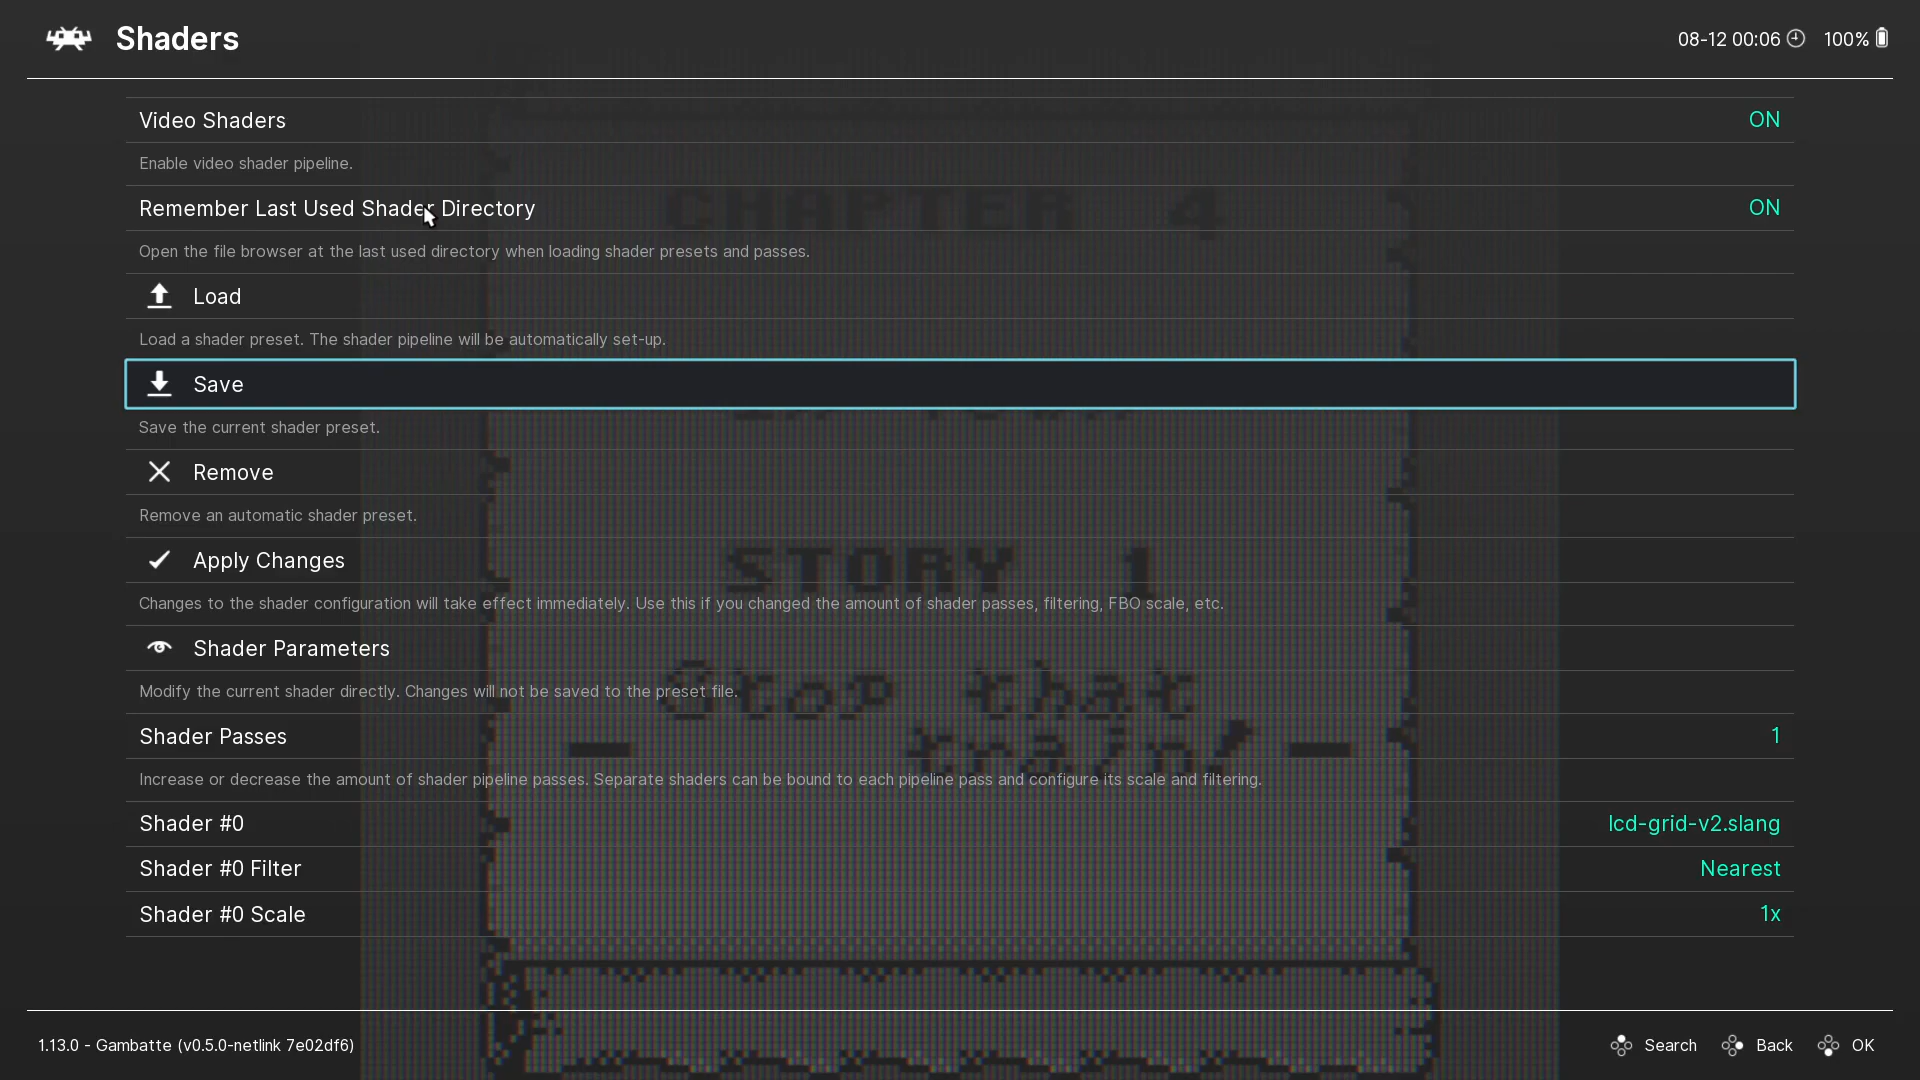 Shaders
08-12 00:06
100%
Video Shaders
ON
Enable video shader pipeline.
Remember Last Used Shader Directory
ON
Open the file browser at the last used directory when loading shader presets and passes.
Load
Load a shader preset. The shader pipeline will be automatically set-up.
Save
Save the current shader preset.
Remove
Remove an automatic shader preset.
Apply Changes
Changes to the shader configuration will take effect immediately. Use this if you changed the amount of shader passes, filtering, FBO scale, etc.
Shader Parameters
Modify the current shader directly. Changes will not be saved to the preset file.
Shader Passes
1
Increase or decrease the amount of shader pipeline passes. Separate shaders can be bound to each pipeline pass and configure its scale and filtering.
Shader #0
lcd-grid-v2.slang
Shader #0 Filter
Nearest
Shader #0 Scale
1x
CHAPTER 4
STORY 1
Stop that
train!
1.13.0 - Gambatte (v0.5.0-netlink 7e02df6)
Search
Back
OK